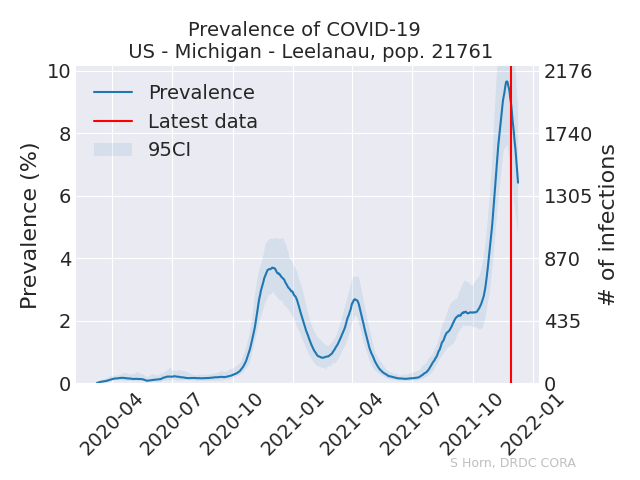 Prevalence of COVID-19
US - Michigan - Leelanau, pop. 21761
Prevalence
Latest data
95CI
Prevalence (%)
10
8
6
4
2
0
2176
1740
1305
870
435
0
# of infections
2020-04
2020-07
2020-10
2021-01
2021-04
2021-07
2021-10
2022-01
S Horn, DRDC CORA